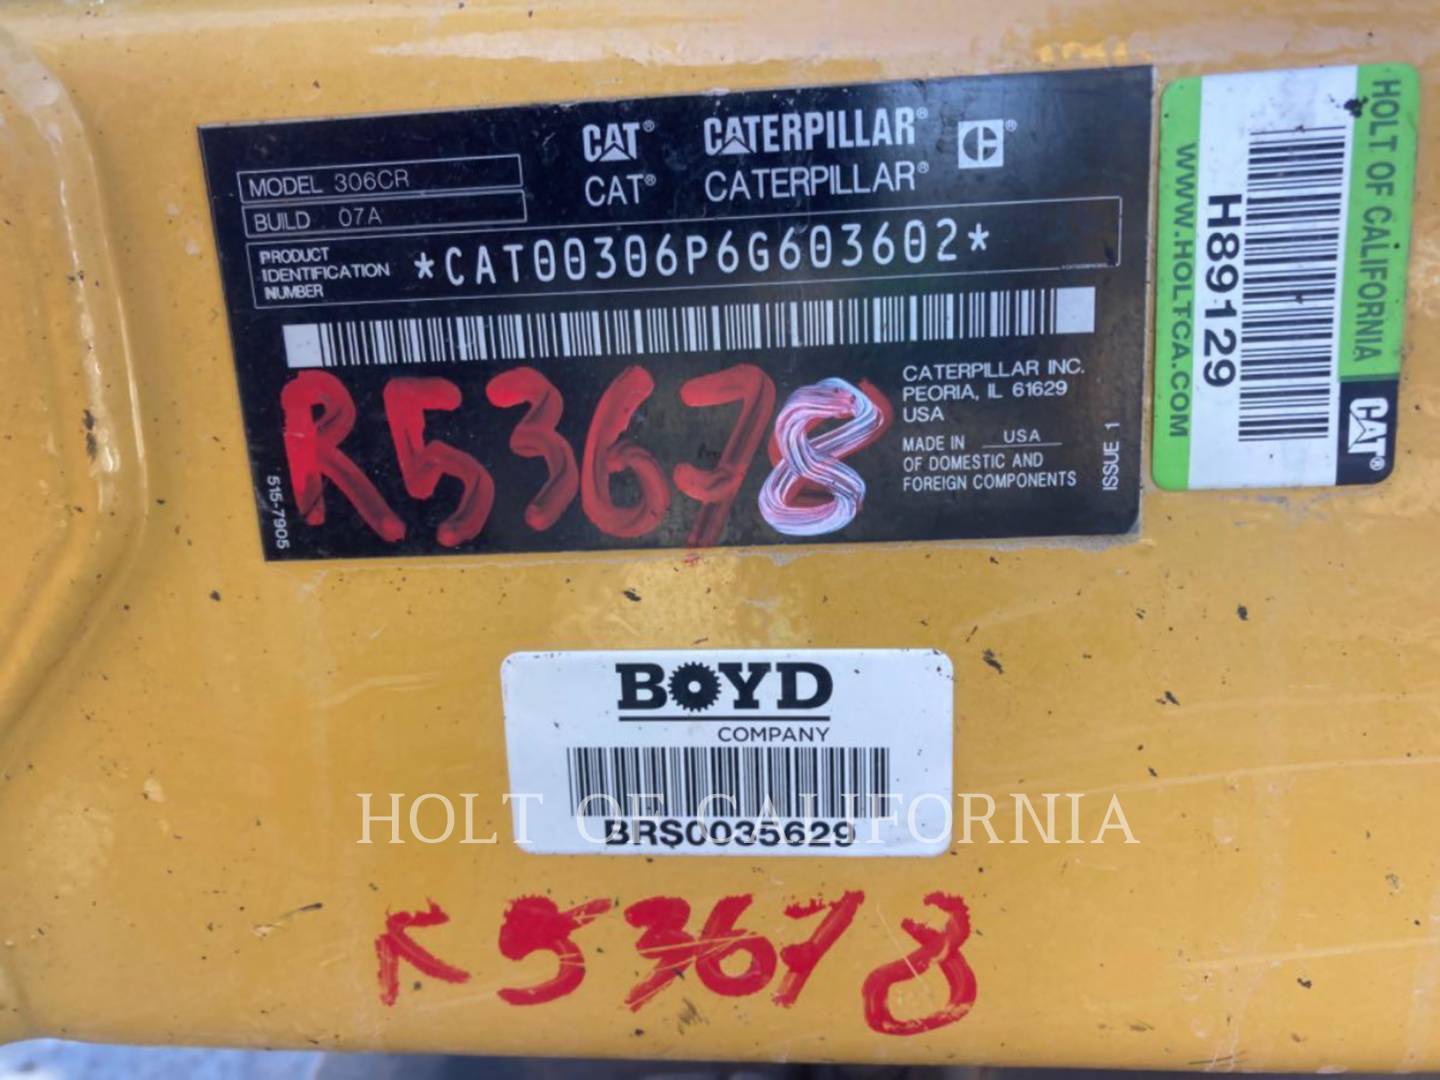 CAT® CATERPILLAR®
CAT® CATERPILLAR®
MODEL 306CR
BUILD 07A
PRODUCT IDENTIFICATION NUMBER *CAT00306P6G603602*
R53678
CATERPILLAR INC.
PEORIA, IL 61629
USA
MADE IN USA
OF DOMESTIC AND
FOREIGN COMPONENTS
ISSUE 1
515-7905
HOLT OF CALIFORNIA
H89129
WWW.HOLTCA.COM
CAT®
BOYD
COMPANY
BRS0035629
HOLT OF CALIFORNIA
R53678